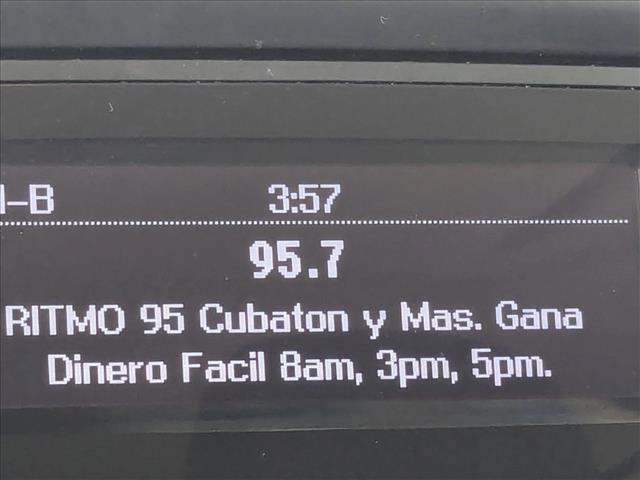 -B 3:57
95.7
RITMO 95 Cubaton y Mas. Gana
Dinero Facil 8am, 3pm, 5pm.